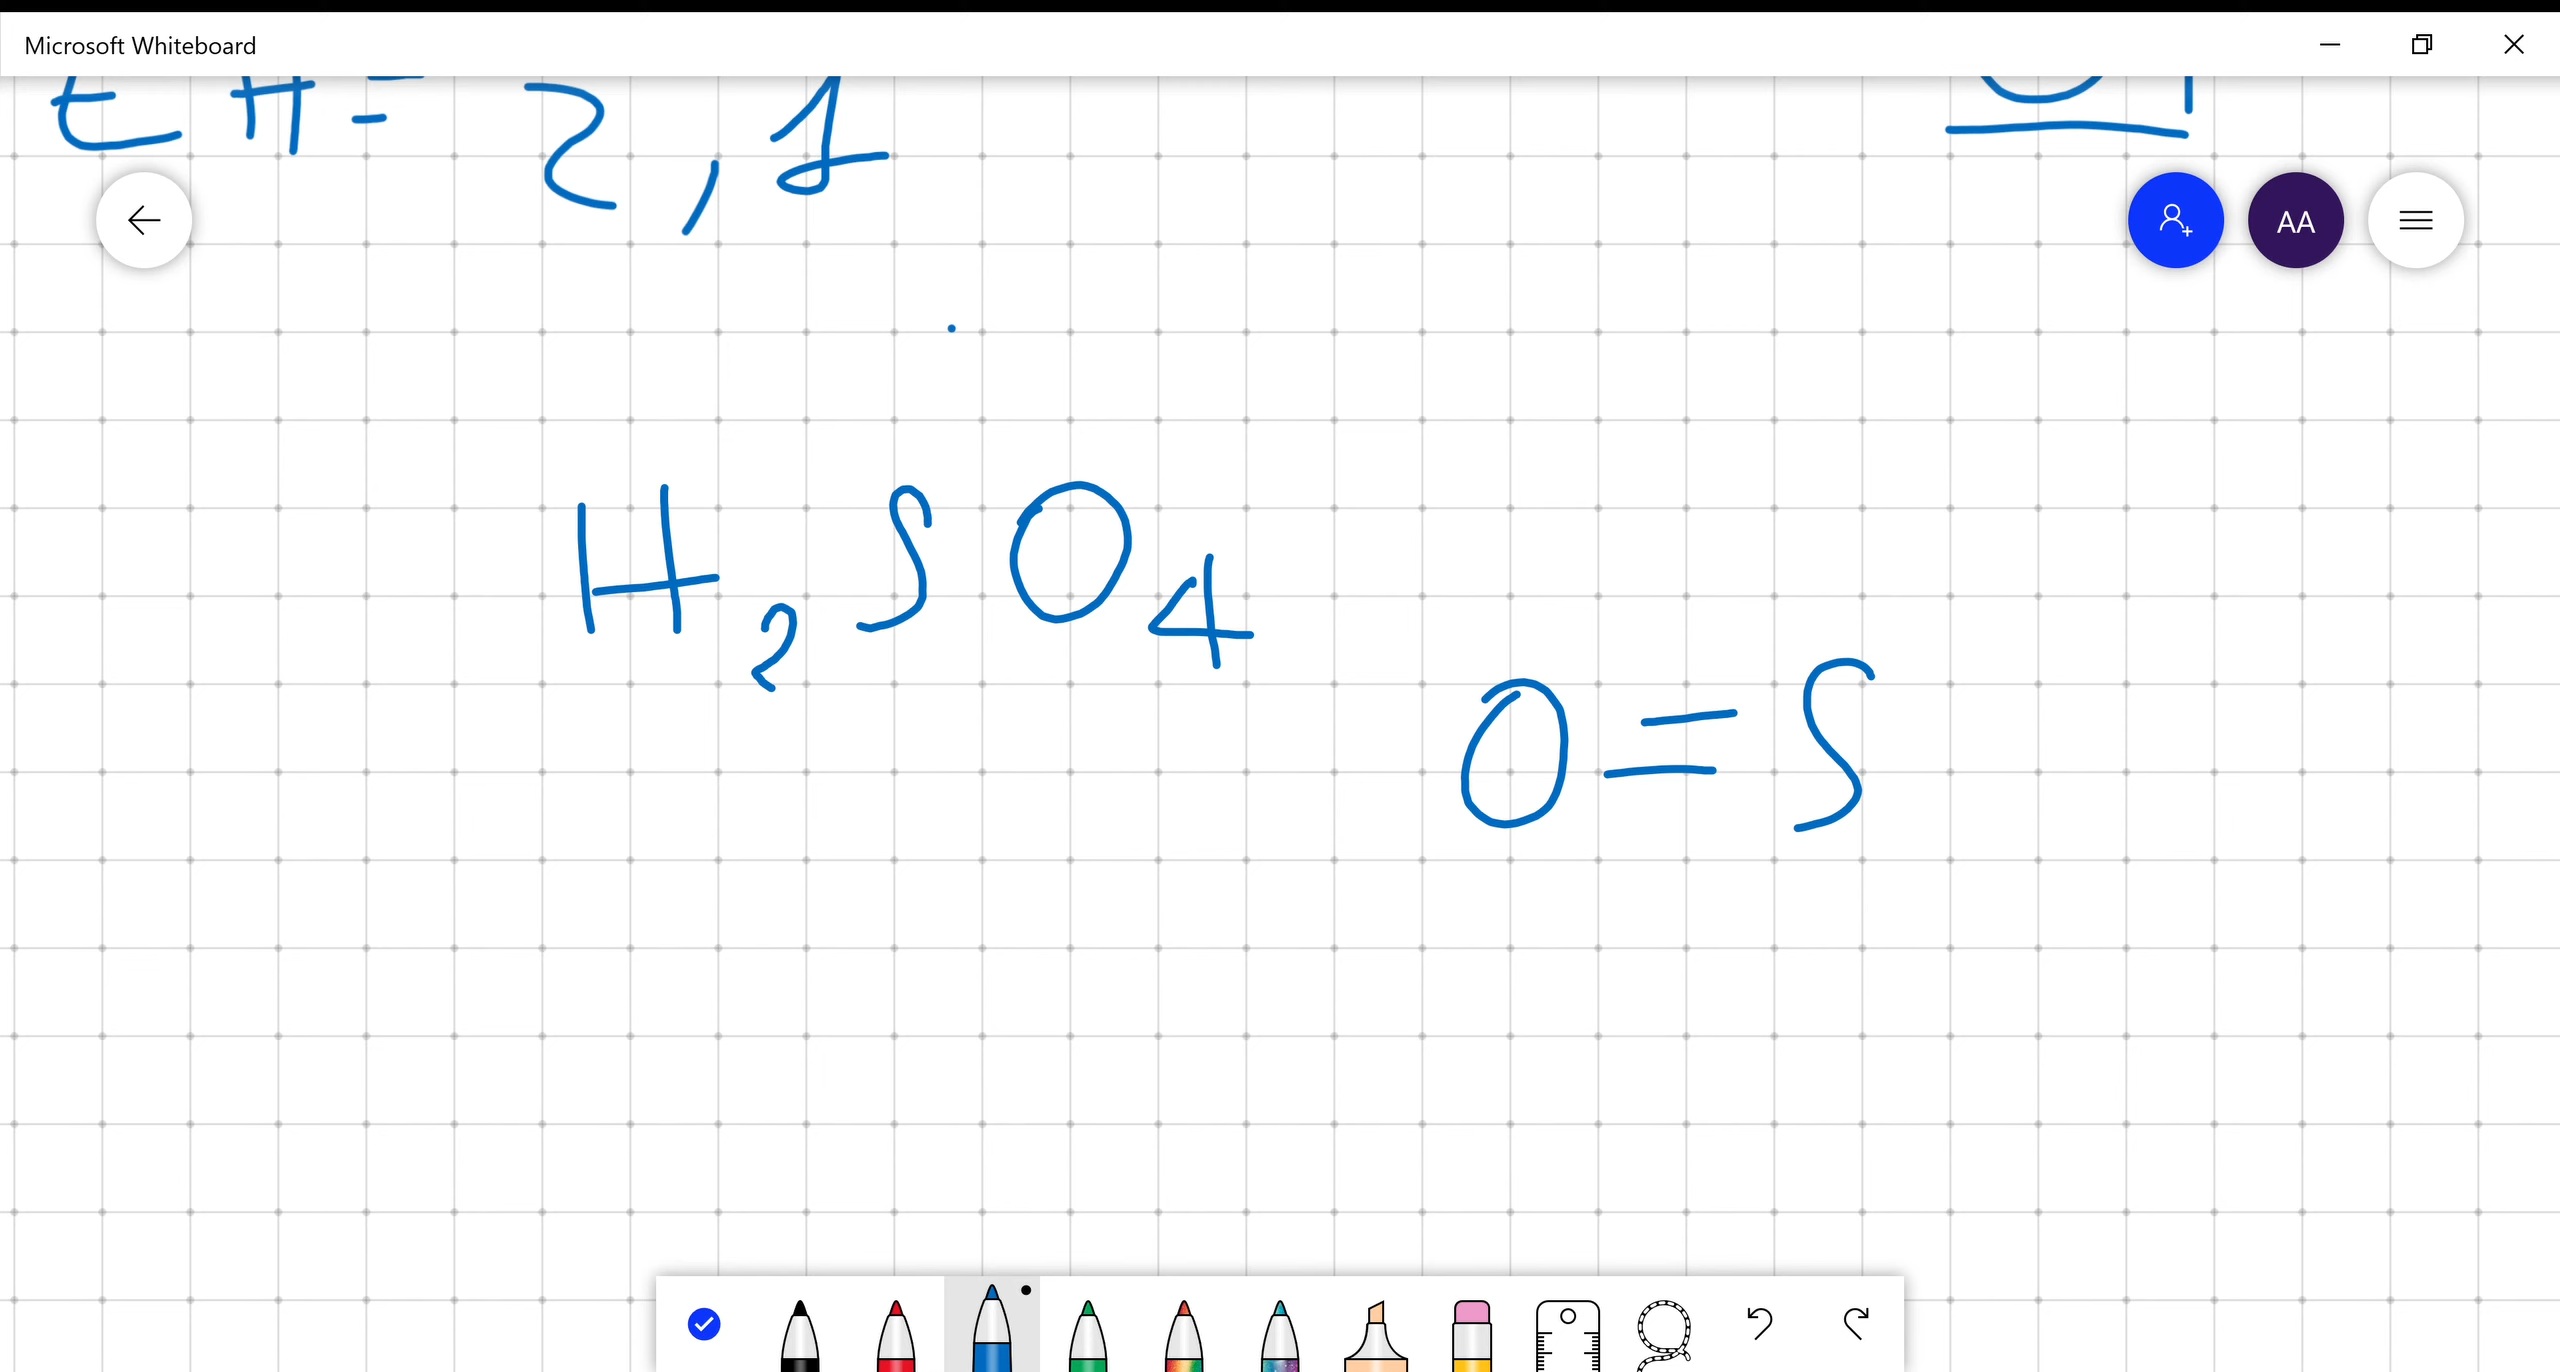 Microsoft Whiteboard
H = 2,1
AA
H₂SO₄
O=S